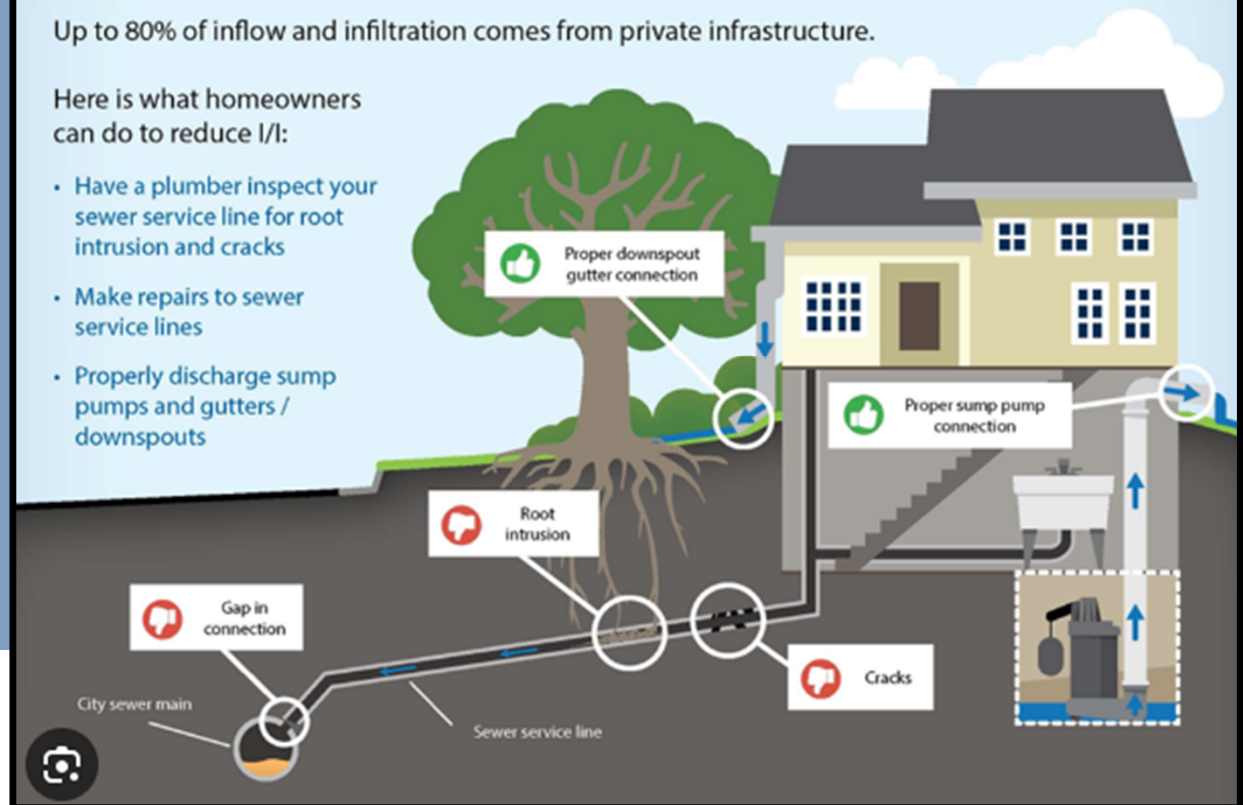 Up to 80% of inflow and infiltration comes from private infrastructure.
Here is what homeowners
can do to reduce I/I:
• Have a plumber inspect your
sewer service line for root
intrusion and cracks
• Make repairs to sewer
service lines
• Properly discharge sump
pumps and gutters /
downspouts
Proper downspout
gutter connection
Proper sump pump
connection
Root
intrusion
Gap in
connection
Cracks
City sewer main
Sewer service line